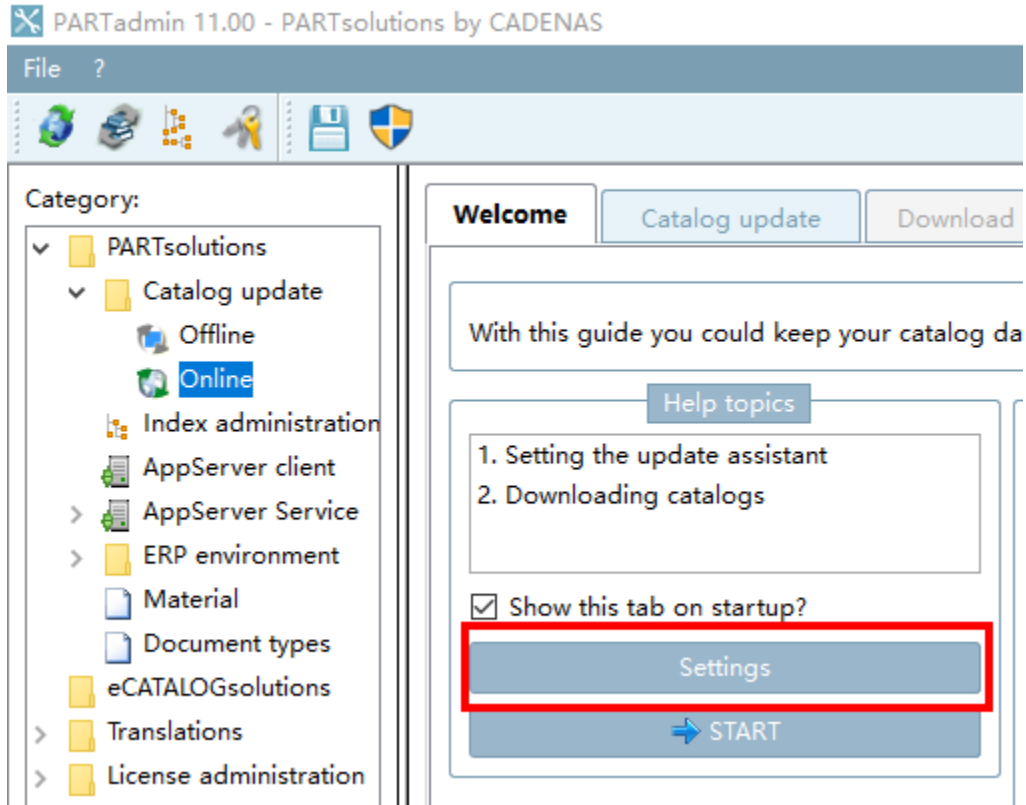 PARTadmin 11.00 - PARTsolutions by CADENAS
File ?
Category:
PARTsolutions
Catalog update
Offline
Online
Index administration
AppServer client
AppServer Service
ERP environment
Material
Document types
eCATALOGsolutions
Translations
License administration
Welcome
Catalog update
Download
With this guide you could keep your catalog da
Help topics
1. Setting the update assistant
2. Downloading catalogs
Show this tab on startup?
Settings
START